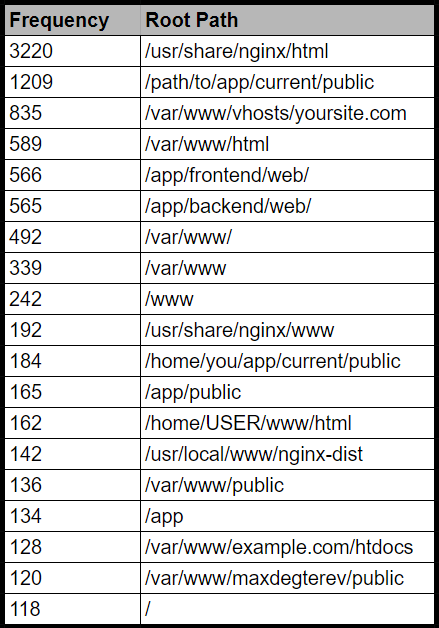 Frequency Root Path
3220 /usr/share/nginx/html
1209 /path/to/app/current/public
835 /var/www/vhosts/yoursite.com
589 /var/www/html
566 /app/frontend/web/
565 /app/backend/web/
492 /var/www/
339 /var/www
242 /www
192 /usr/share/nginx/www
184 /home/you/app/current/public
165 /app/public
162 /home/USER/www/html
142 /usr/local/www/nginx-dist
136 /var/www/public
134 /app
128 /var/www/example.com/htdocs
120 /var/www/maxdegterev/public
118 /